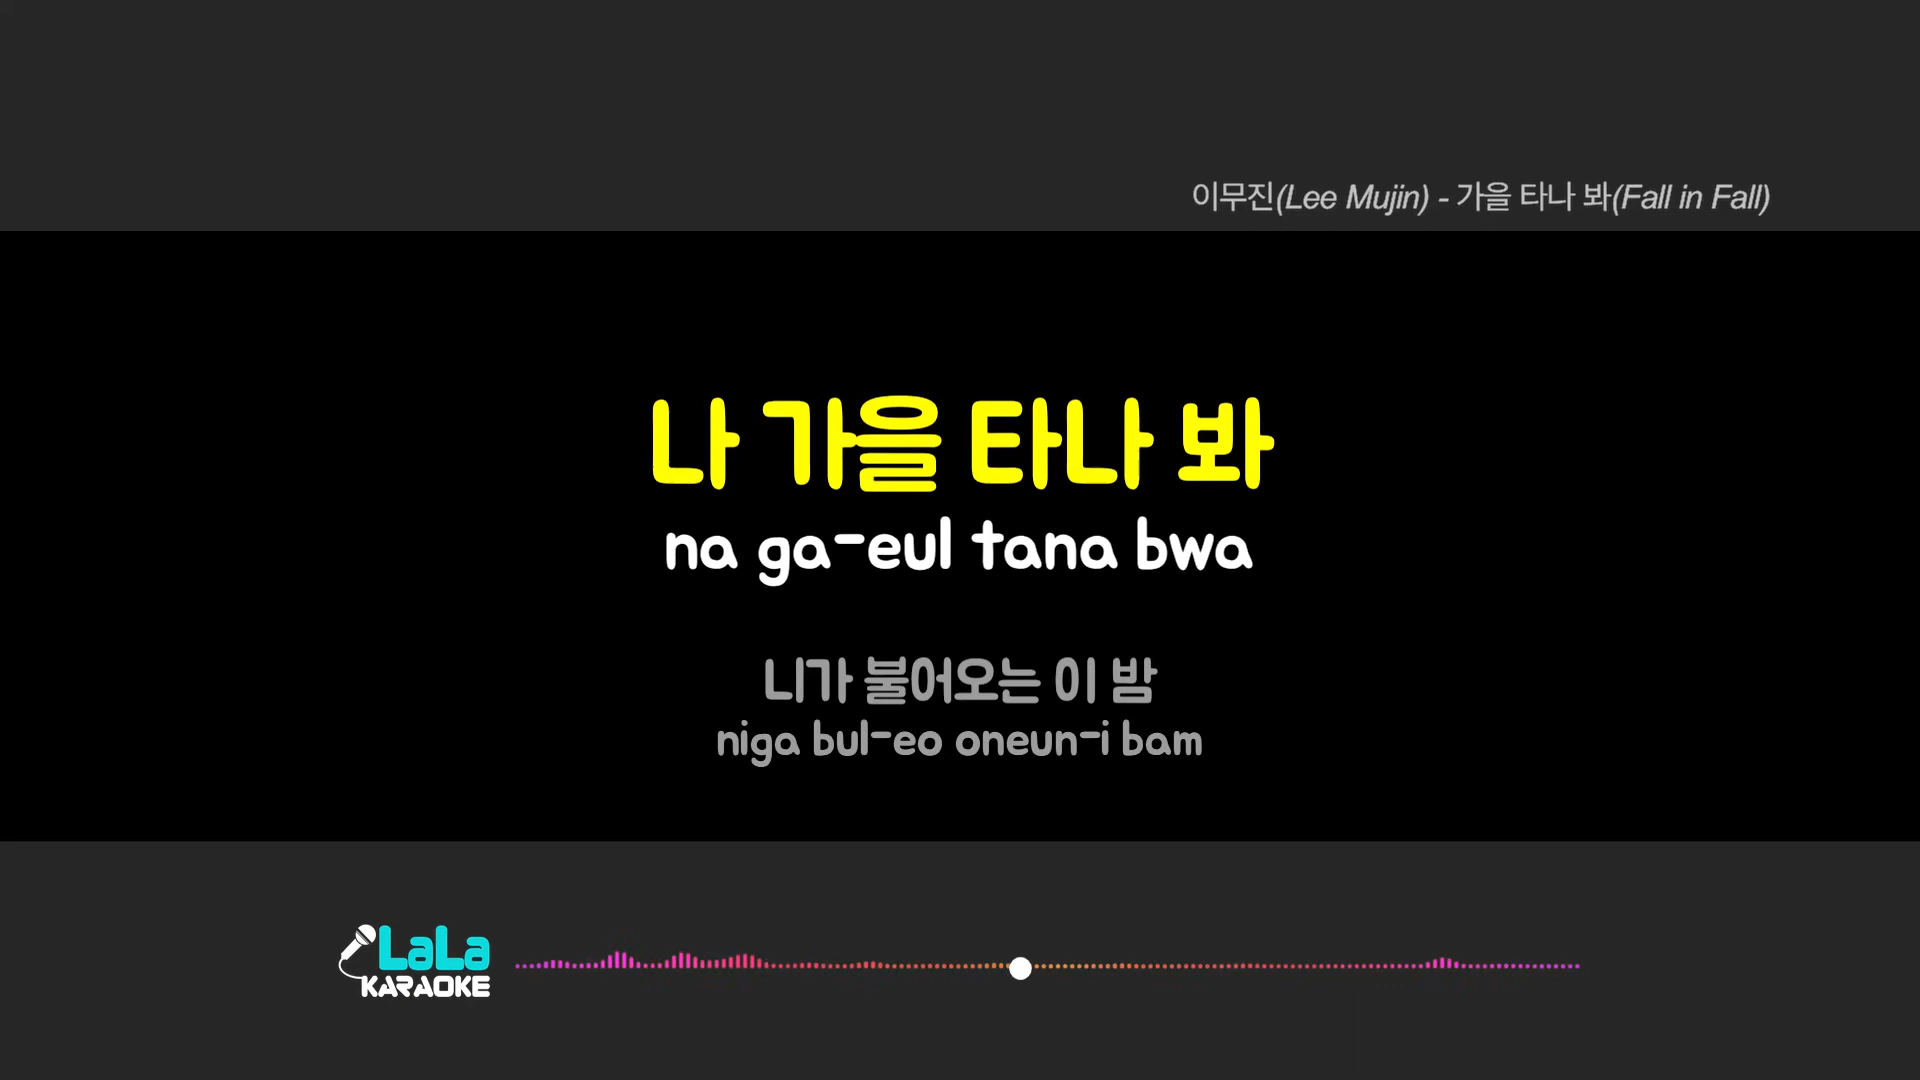 이무진(Lee Mujin) - 가을 타나 봐(Fall in Fall)
나 가을 타나 봐
na ga-eul tana bwa
니가 불어오는 이 밤
niga bul-eo oneun-i bam
LaLa
KARAOKE